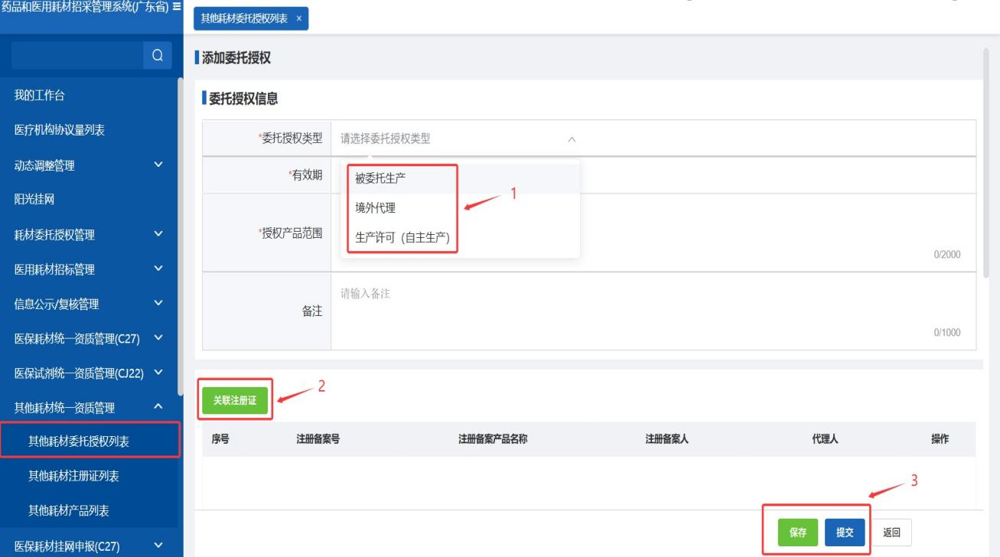 药品和医用耗材招采管理系统(广东省)
其他耗材委托授权列表 ×
我的工作台
医疗机构协议量列表
动态调整管理
阳光挂网
耗材委托授权管理
医用耗材招标管理
信息公示/复核管理
医保耗材统一资质管理(C27)
医保试剂统一资质管理(CJ22)
其他耗材统一资质管理
其他耗材委托授权列表
其他耗材注册证列表
其他耗材产品列表
医保耗材挂网申报(C27)
添加委托授权
委托授权信息
*委托授权类型 请选择委托授权类型
*有效期
被委托生产
境外代理
生产许可（自主生产）
1
*授权产品范围
0/2000
备注 请输入备注
0/1000
关联注册证
2
序号 注册备案号 注册备案产品名称 注册备案人 代理人 操作
3
保存 提交 返回